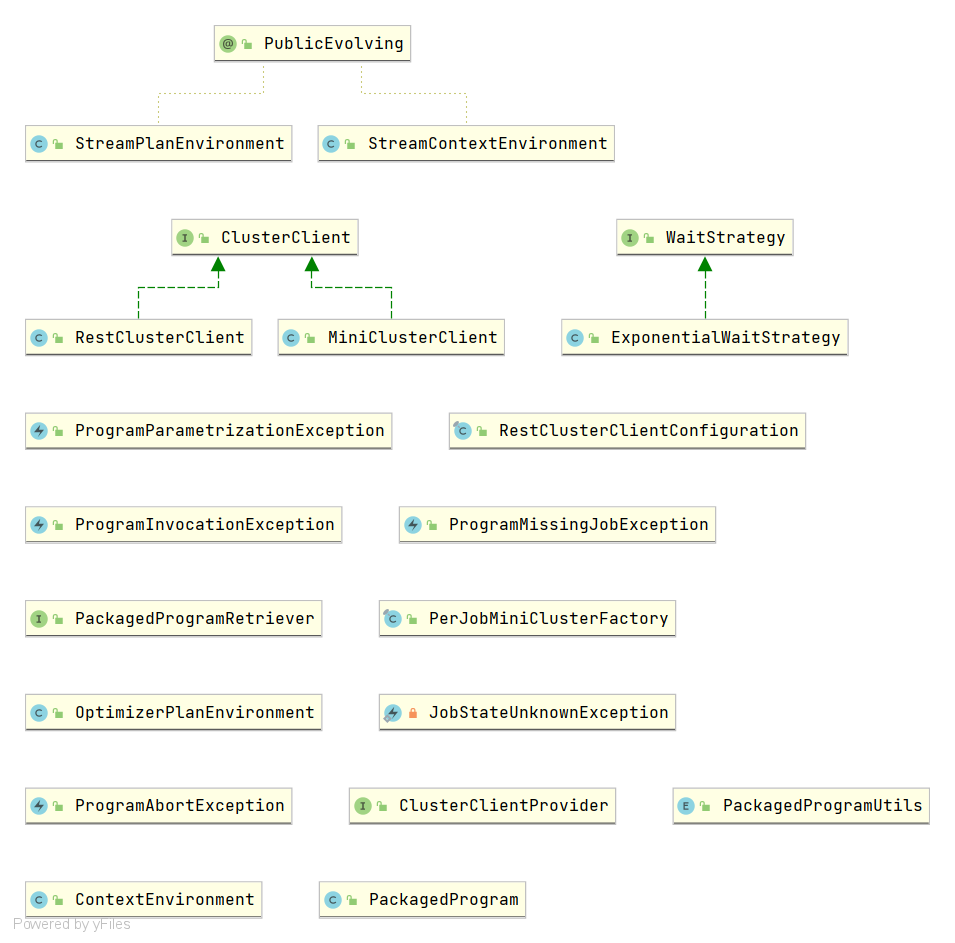 PublicEvolving
StreamPlanEnvironment StreamContextEnvironment
ClusterClient WaitStrategy
RestClusterClient MiniClusterClient ExponentialWaitStrategy
ProgramParametrizationException RestClusterClientConfiguration
ProgramInvocationException ProgramMissingJobException
PackagedProgramRetriever PerJobMiniClusterFactory
OptimizerPlanEnvironment JobStateUnknownException
ProgramAbortException ClusterClientProvider PackagedProgramUtils
ContextEnvironment PackagedProgram
Powered by yFiles